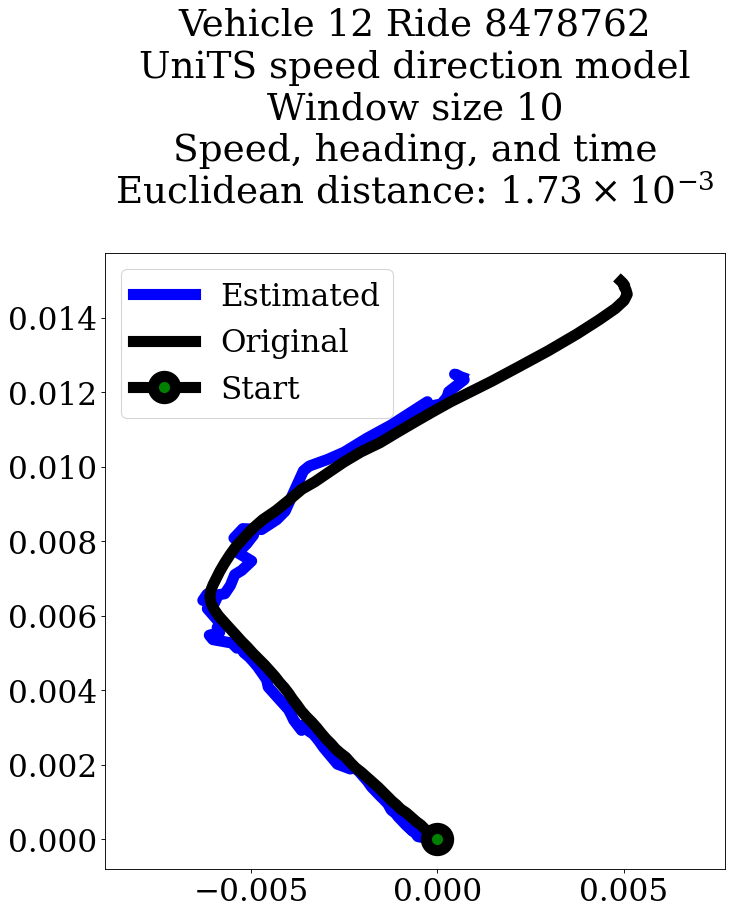 Vehicle 12 Ride 8478762
UniTS speed direction model
Window size 10
Speed, heading, and time
Euclidean distance: 1.73 × 10⁻³
Estimated
Original
Start
0.014
0.012
0.010
0.008
0.006
0.004
0.002
0.000
−0.005 0.000 0.005